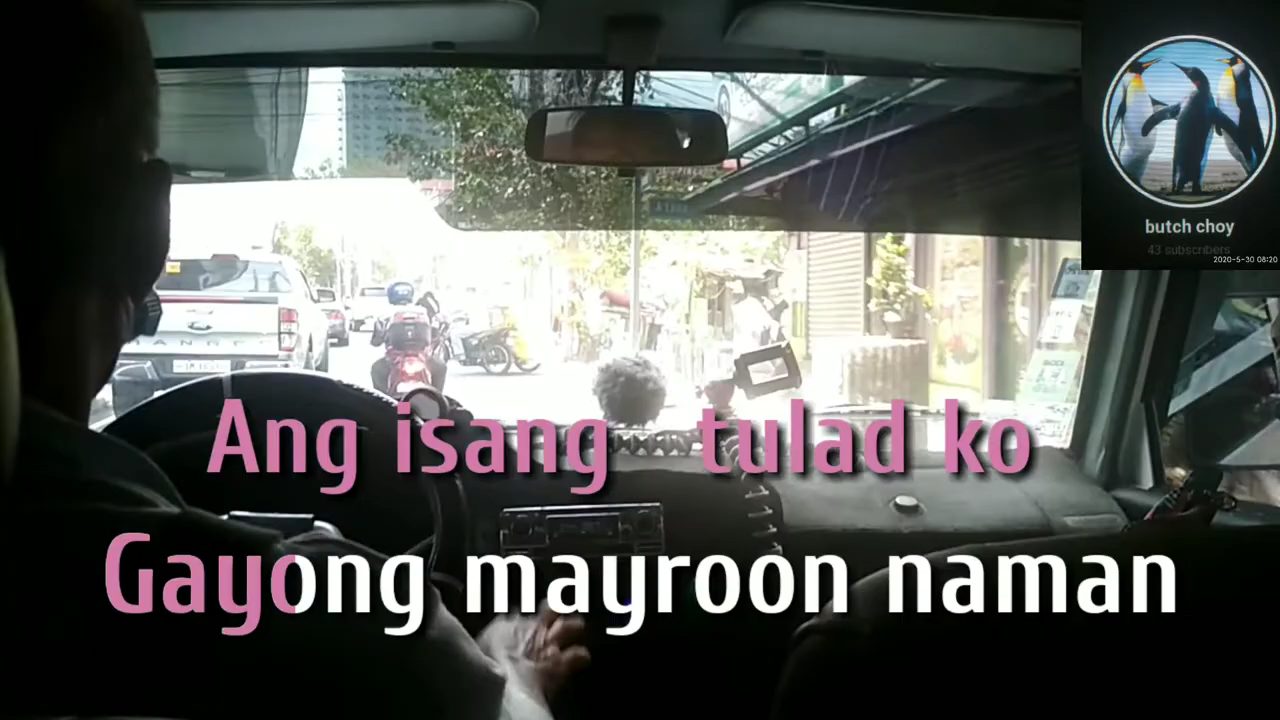 butch choy
43 subscribers
2020-5-30 08:20
Ang isang tulad ko
Gayong mayroon naman